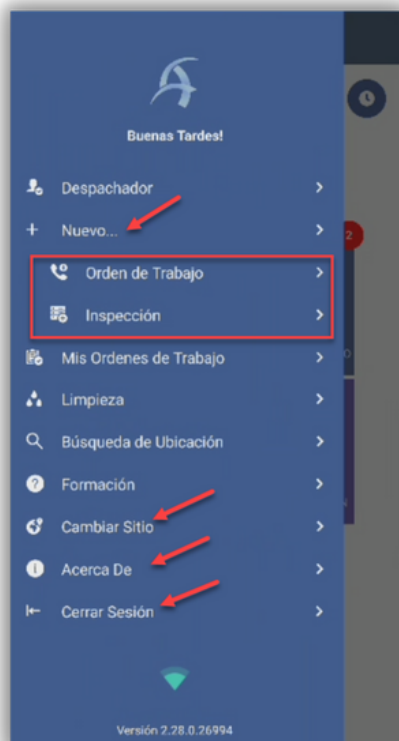 Buenas Tardes!
Despachador
Nuevo...
2
Orden de Trabajo
Inspección
Mis Ordenes de Trabajo
O
Limpieza
Búsqueda de Ubicación
Formación
N
Cambiar Sitio
Acerca De
Cerrar Sesión
Versión 2.28.0.26994